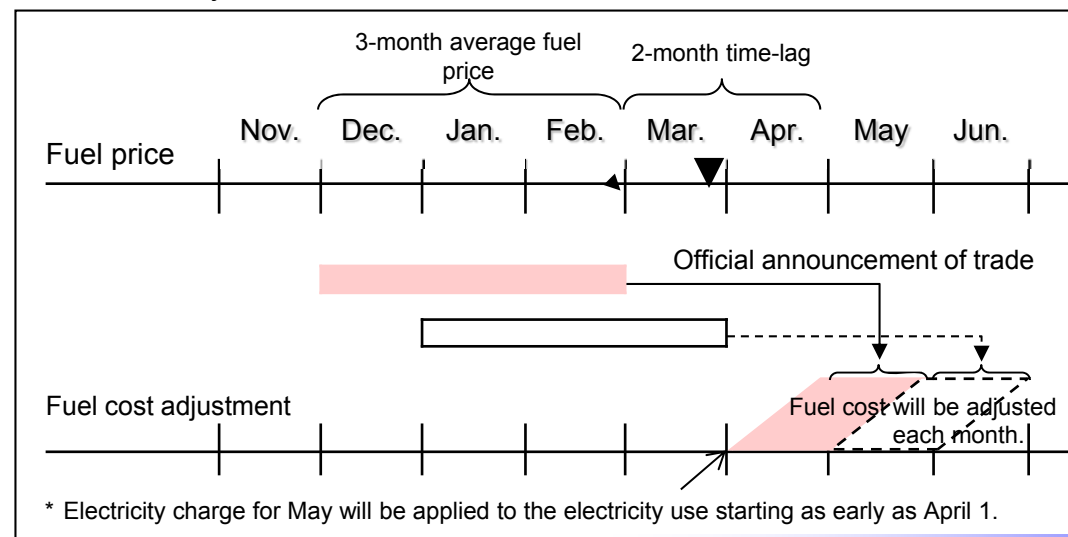 3-month average fuel
price
2-month time-lag
Nov. Dec. Jan. Feb. Mar. Apr. May Jun.
Fuel price
Official announcement of trade
Fuel cost adjustment
Fuel cost will be adjusted
each month.
* Electricity charge for May will be applied to the electricity use starting as early as April 1.